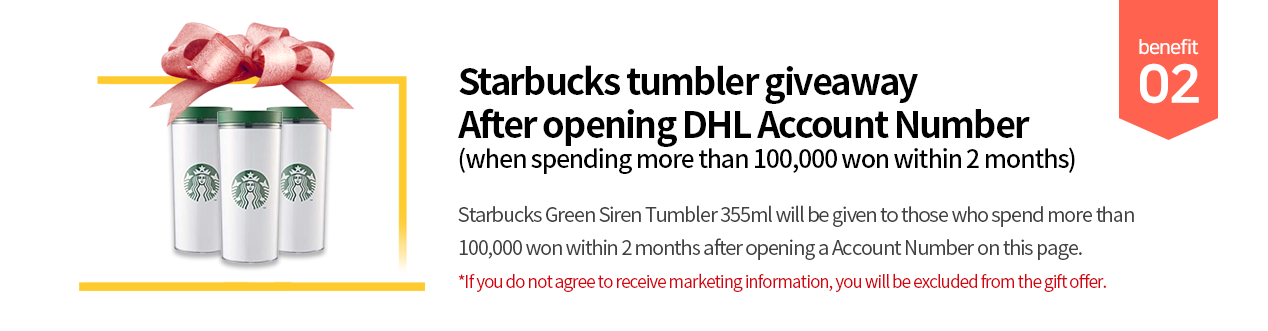 benefit
02
Starbucks tumbler giveaway
After opening DHL Account Number
(when spending more than 100,000 won within 2 months)
Starbucks Green Siren Tumbler 355ml will be given to those who spend more than
100,000 won within 2 months after opening a Account Number on this page.
*If you do not agree to receive marketing information, you will be excluded from the gift offer.